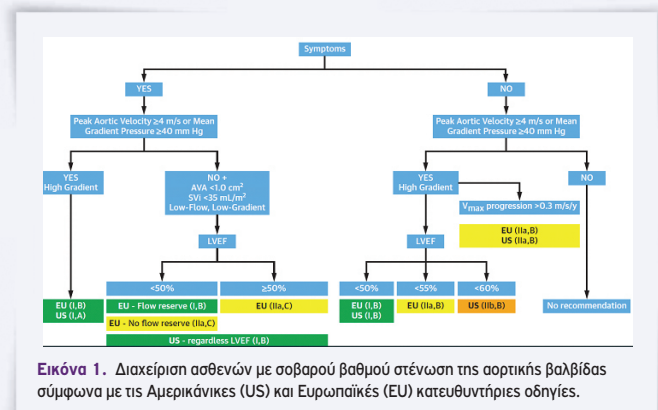 Symptoms
YES
NO
Peak Aortic Velocity ≥4 m/s or Mean
Gradient Pressure ≥40 mm Hg
Peak Aortic Velocity ≥4 m/s or Mean
Gradient Pressure ≥40 mm Hg
YES
High Gradient
NO +
AVA <1.0 cm²
SVi <35 mL/m²
Low-Flow, Low-Gradient
YES
High Gradient
NO
Vmax progression >0.3 m/s/y
EU (IIa,B)
US (IIa,B)
LVEF
LVEF
<50%
≥50%
<50%
<55%
<60%
EU (I,B)
US (I,A)
EU - Flow reserve (I,B)
EU (IIa,C)
EU - No flow reserve (IIa,C)
US - regardless LVEF (I,B)
EU (I,B)
US (I,B)
EU (IIa,B)
US (IIb,B)
No recommendation
Εικόνα 1. Διαχείριση ασθενών με σοβαρού βαθμού στένωση της αορτικής βαλβίδας
σύμφωνα με τις Αμερικάνικες (US) και Ευρωπαϊκές (EU) κατευθυντήριες οδηγίες.